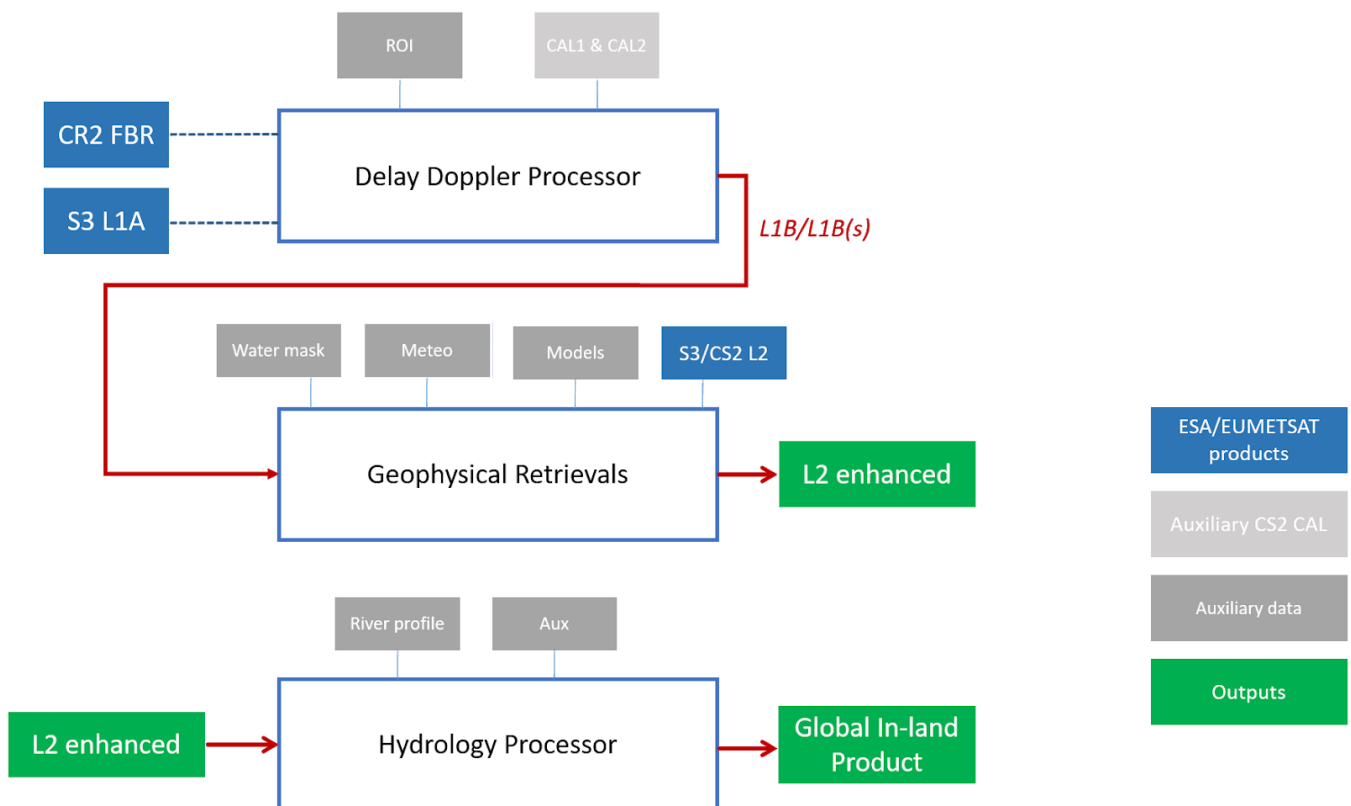 ROI
CAL1 & CAL2
CR2 FBR
Delay Doppler Processor
S3 L1A
L1B/L1B(s)
Water mask
Meteo
Models
S3/CS2 L2
Geophysical Retrievals
L2 enhanced
ESA/EUMETSAT
products
Auxiliary CS2 CAL
Auxiliary data
Outputs
River profile
Aux
L2 enhanced
Hydrology Processor
Global In-land
Product